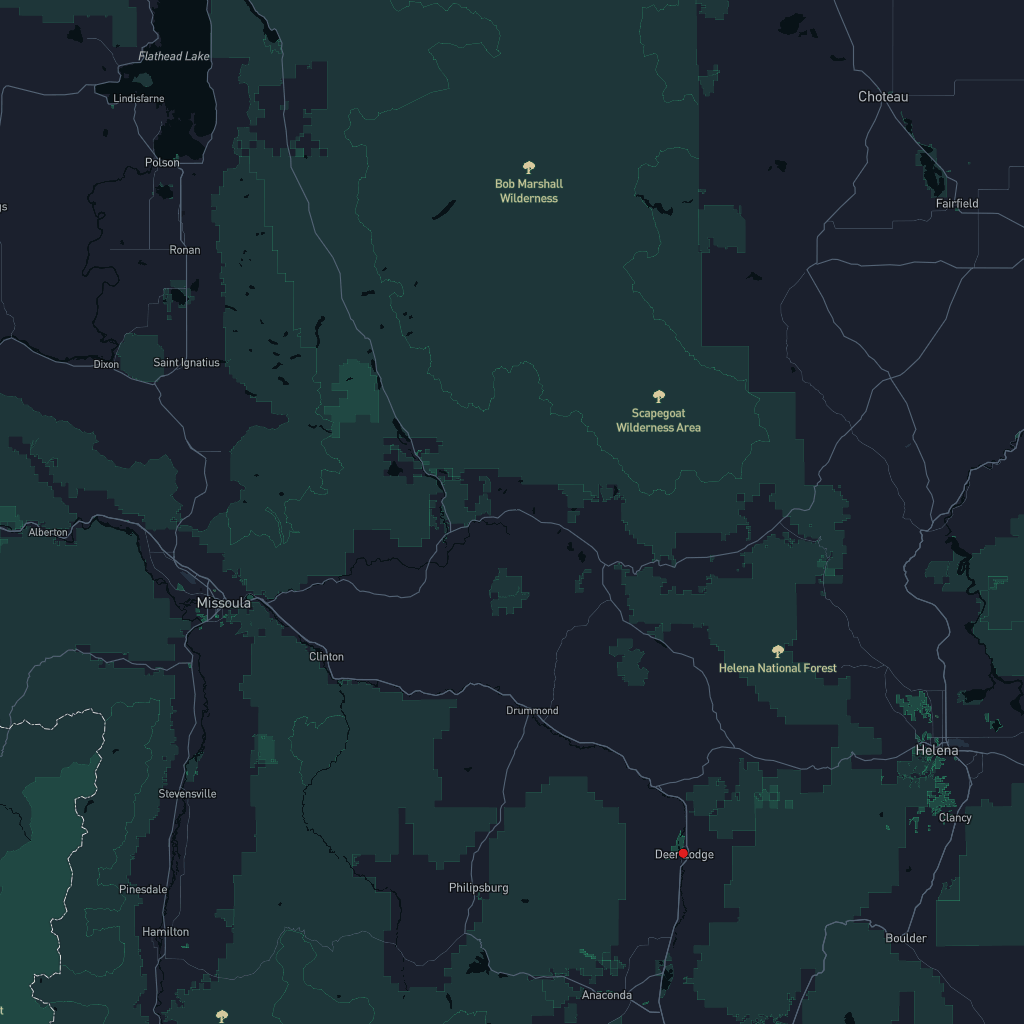 Flathead Lake
Lindisfarne
Choteau
Polson
Bob Marshall
Wilderness
gs
Fairfield
Ronan
Dixon
Saint Ignatius
Scapegoat
Wilderness Area
Alberton
Missoula
Clinton
Helena National Forest
Drummond
Helena
Stevensville
Clancy
Deer Lodge
Pinesdale
Philipsburg
Hamilton
Boulder
Anaconda
t